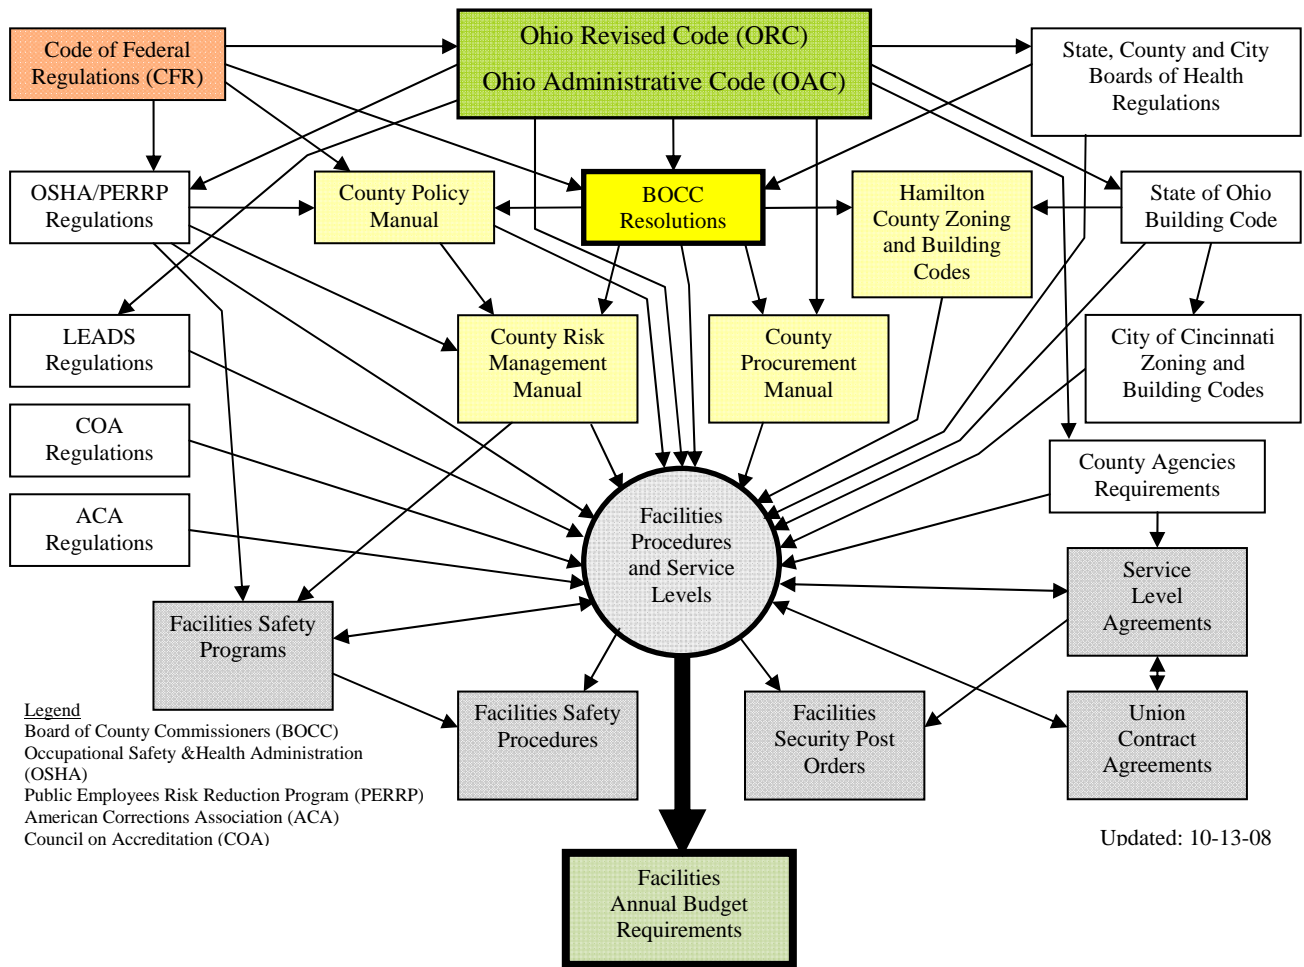 Code of Federal
Regulations (CFR)
Ohio Revised Code (ORC)
Ohio Administrative Code (OAC)
State, County and City
Boards of Health
Regulations
OSHA/PERRP
Regulations
County Policy
Manual
BOCC
Resolutions
Hamilton
County Zoning
and Building
Codes
State of Ohio
Building Code
LEADS
Regulations
County Risk
Management
Manual
County
Procurement
Manual
City of Cincinnati
Zoning and
Building Codes
COA
Regulations
County Agencies
Requirements
ACA
Regulations
Facilities
Procedures
and Service
Levels
Service
Level
Agreements
Facilities Safety
Programs
Facilities Safety
Procedures
Facilities
Security Post
Orders
Union
Contract
Agreements
Legend
Board of County Commissioners (BOCC)
Occupational Safety &Health Administration
(OSHA)
Public Employees Risk Reduction Program (PERRP)
American Corrections Association (ACA)
Council on Accreditation (COA)
Updated: 10-13-08
Facilities
Annual Budget
Requirements